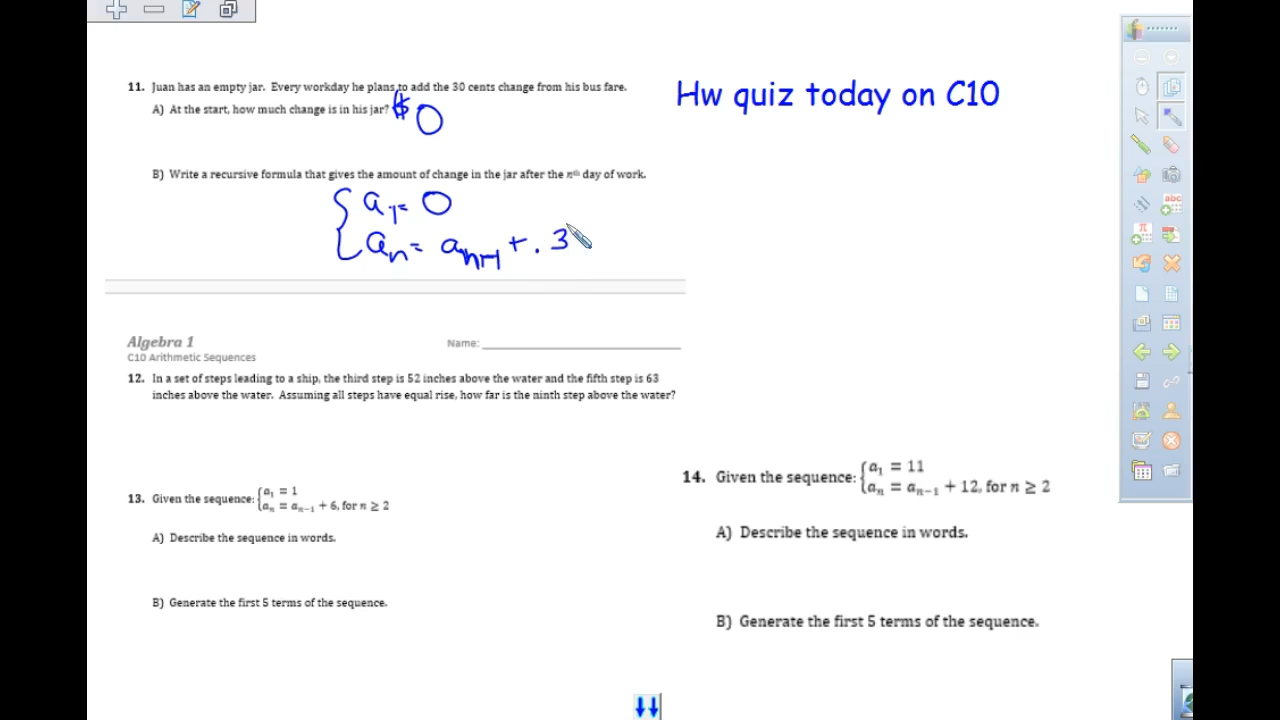 11. Juan has an empty jar. Every workday he plans to add the 30 cents change from his bus fare.
A) At the start, how much change is in his jar? $0
B) Write a recursive formula that gives the amount of change in the jar after the nth day of work.
{ a₁ = 0
aₙ = aₙ₋₁ + .3
Hw quiz today on C10
Algebra 1
Name: ____________________
C10 Arithmetic Sequences
12. In a set of steps leading to a ship, the third step is 52 inches above the water and the fifth step is 63
inches above the water. Assuming all steps have equal rise, how far is the ninth step above the water?
13. Given the sequence: { a₁ = 1
aₙ = aₙ₋₁ + 6, for n ≥ 2
A) Describe the sequence in words.
B) Generate the first 5 terms of the sequence.
14. Given the sequence: { a₁ = 11
aₙ = aₙ₋₁ + 12, for n ≥ 2
A) Describe the sequence in words.
B) Generate the first 5 terms of the sequence.
abc
π